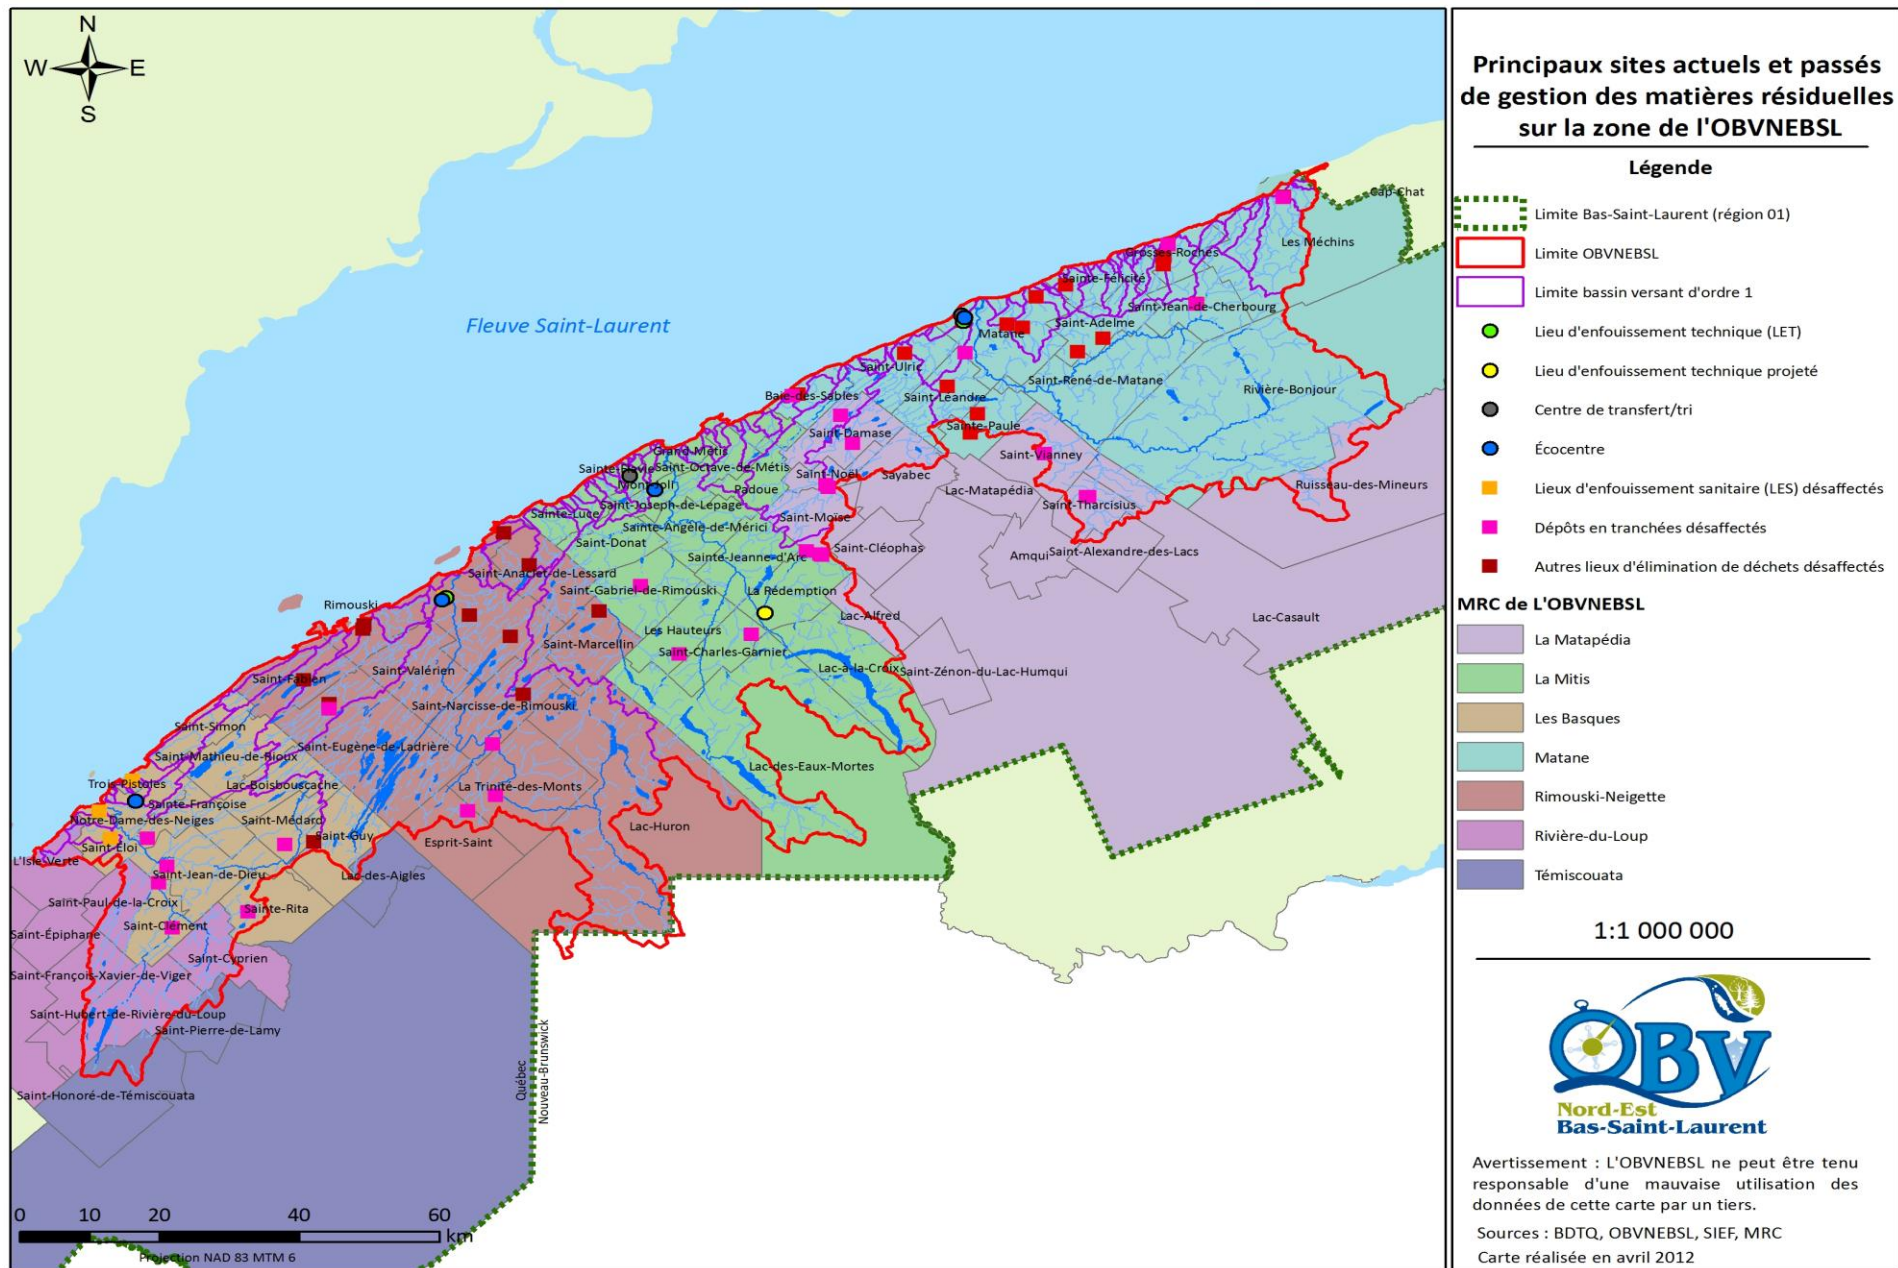 N
W E
S
Fleuve Saint-Laurent
Cap-Chat
Les Méchins
Grosses-Roches
Sainte-Félicité
Saint-Jean-de-Cherbourg
Saint-Adelme
Matane
Saint-Ulric
Saint-René-de-Matane
Rivière-Bonjour
Saint-Léandre
Baie-des-Sables
Sainte-Paule
Saint-Damase
Saint-Vianney
Grand-Métis
Sainte-Flavie
Saint-Octave-de-Métis
Saint-Noël
Sayabec
Mont-Joli
Padoue
Lac-Matapédia
Ruisseau-des-Mineurs
Saint-Joseph-de-Lepage
Saint-Tharcisius
Sainte-Luce
Saint-Moïse
Sainte-Angèle-de-Mérici
Saint-Donat
Saint-Cléophas
Sainte-Jeanne-d'Arc
Amqui
Saint-Alexandre-des-Lacs
Saint-Anaclet-de-Lessard
Saint-Gabriel-de-Rimouski
La Rédemption
Rimouski
Lac-Alfred
Lac-Casault
Les Hauteurs
Saint-Marcellin
Saint-Charles-Garnier
Saint-Valérien
Lac-à-la-Croix
Saint-Zénon-du-Lac-Humqui
Saint-Fabien
Saint-Narcisse-de-Rimouski
Saint-Simon
Saint-Eugène-de-Ladrière
Saint-Mathieu-de-Rioux
Lac-des-Eaux-Mortes
Trois-Pistoles
Lac-Boisbouscache
La Trinité-des-Monts
Sainte-Françoise
Notre-Dame-des-Neiges
Saint-Médard
Lac-Huron
Saint-Guy
Esprit-Saint
Saint-Éloi
L'Isle-Verte
Saint-Jean-de-Dieu
Lac-des-Aigles
Saint-Paul-de-la-Croix
Sainte-Rita
Saint-Clément
Saint-Épiphane
Saint-Cyprien
Saint-François-Xavier-de-Viger
Saint-Hubert-de-Rivière-du-Loup
Saint-Pierre-de-Lamy
Saint-Honoré-de-Témiscouata
Québec
Nouveau-Brunswick
0 10 20 40 60
km
Projection NAD 83 MTM 6
Principaux sites actuels et passés
de gestion des matières résiduelles
sur la zone de l'OBVNEBSL
Légende
Limite Bas-Saint-Laurent (région 01)
Limite OBVNEBSL
Limite bassin versant d'ordre 1
Lieu d'enfouissement technique (LET)
Lieu d'enfouissement technique projeté
Centre de transfert/tri
Écocentre
Lieux d'enfouissement sanitaire (LES) désaffectés
Dépôts en tranchées désaffectés
Autres lieux d'élimination de déchets désaffectés
MRC de L'OBVNEBSL
La Matapédia
La Mitis
Les Basques
Matane
Rimouski-Neigette
Rivière-du-Loup
Témiscouata
1:1 000 000
OBV
Nord-Est
Bas-Saint-Laurent
Avertissement : L'OBVNEBSL ne peut être tenu
responsable d'une mauvaise utilisation des
données de cette carte par un tiers.
Sources : BDTQ, OBVNEBSL, SIEF, MRC
Carte réalisée en avril 2012